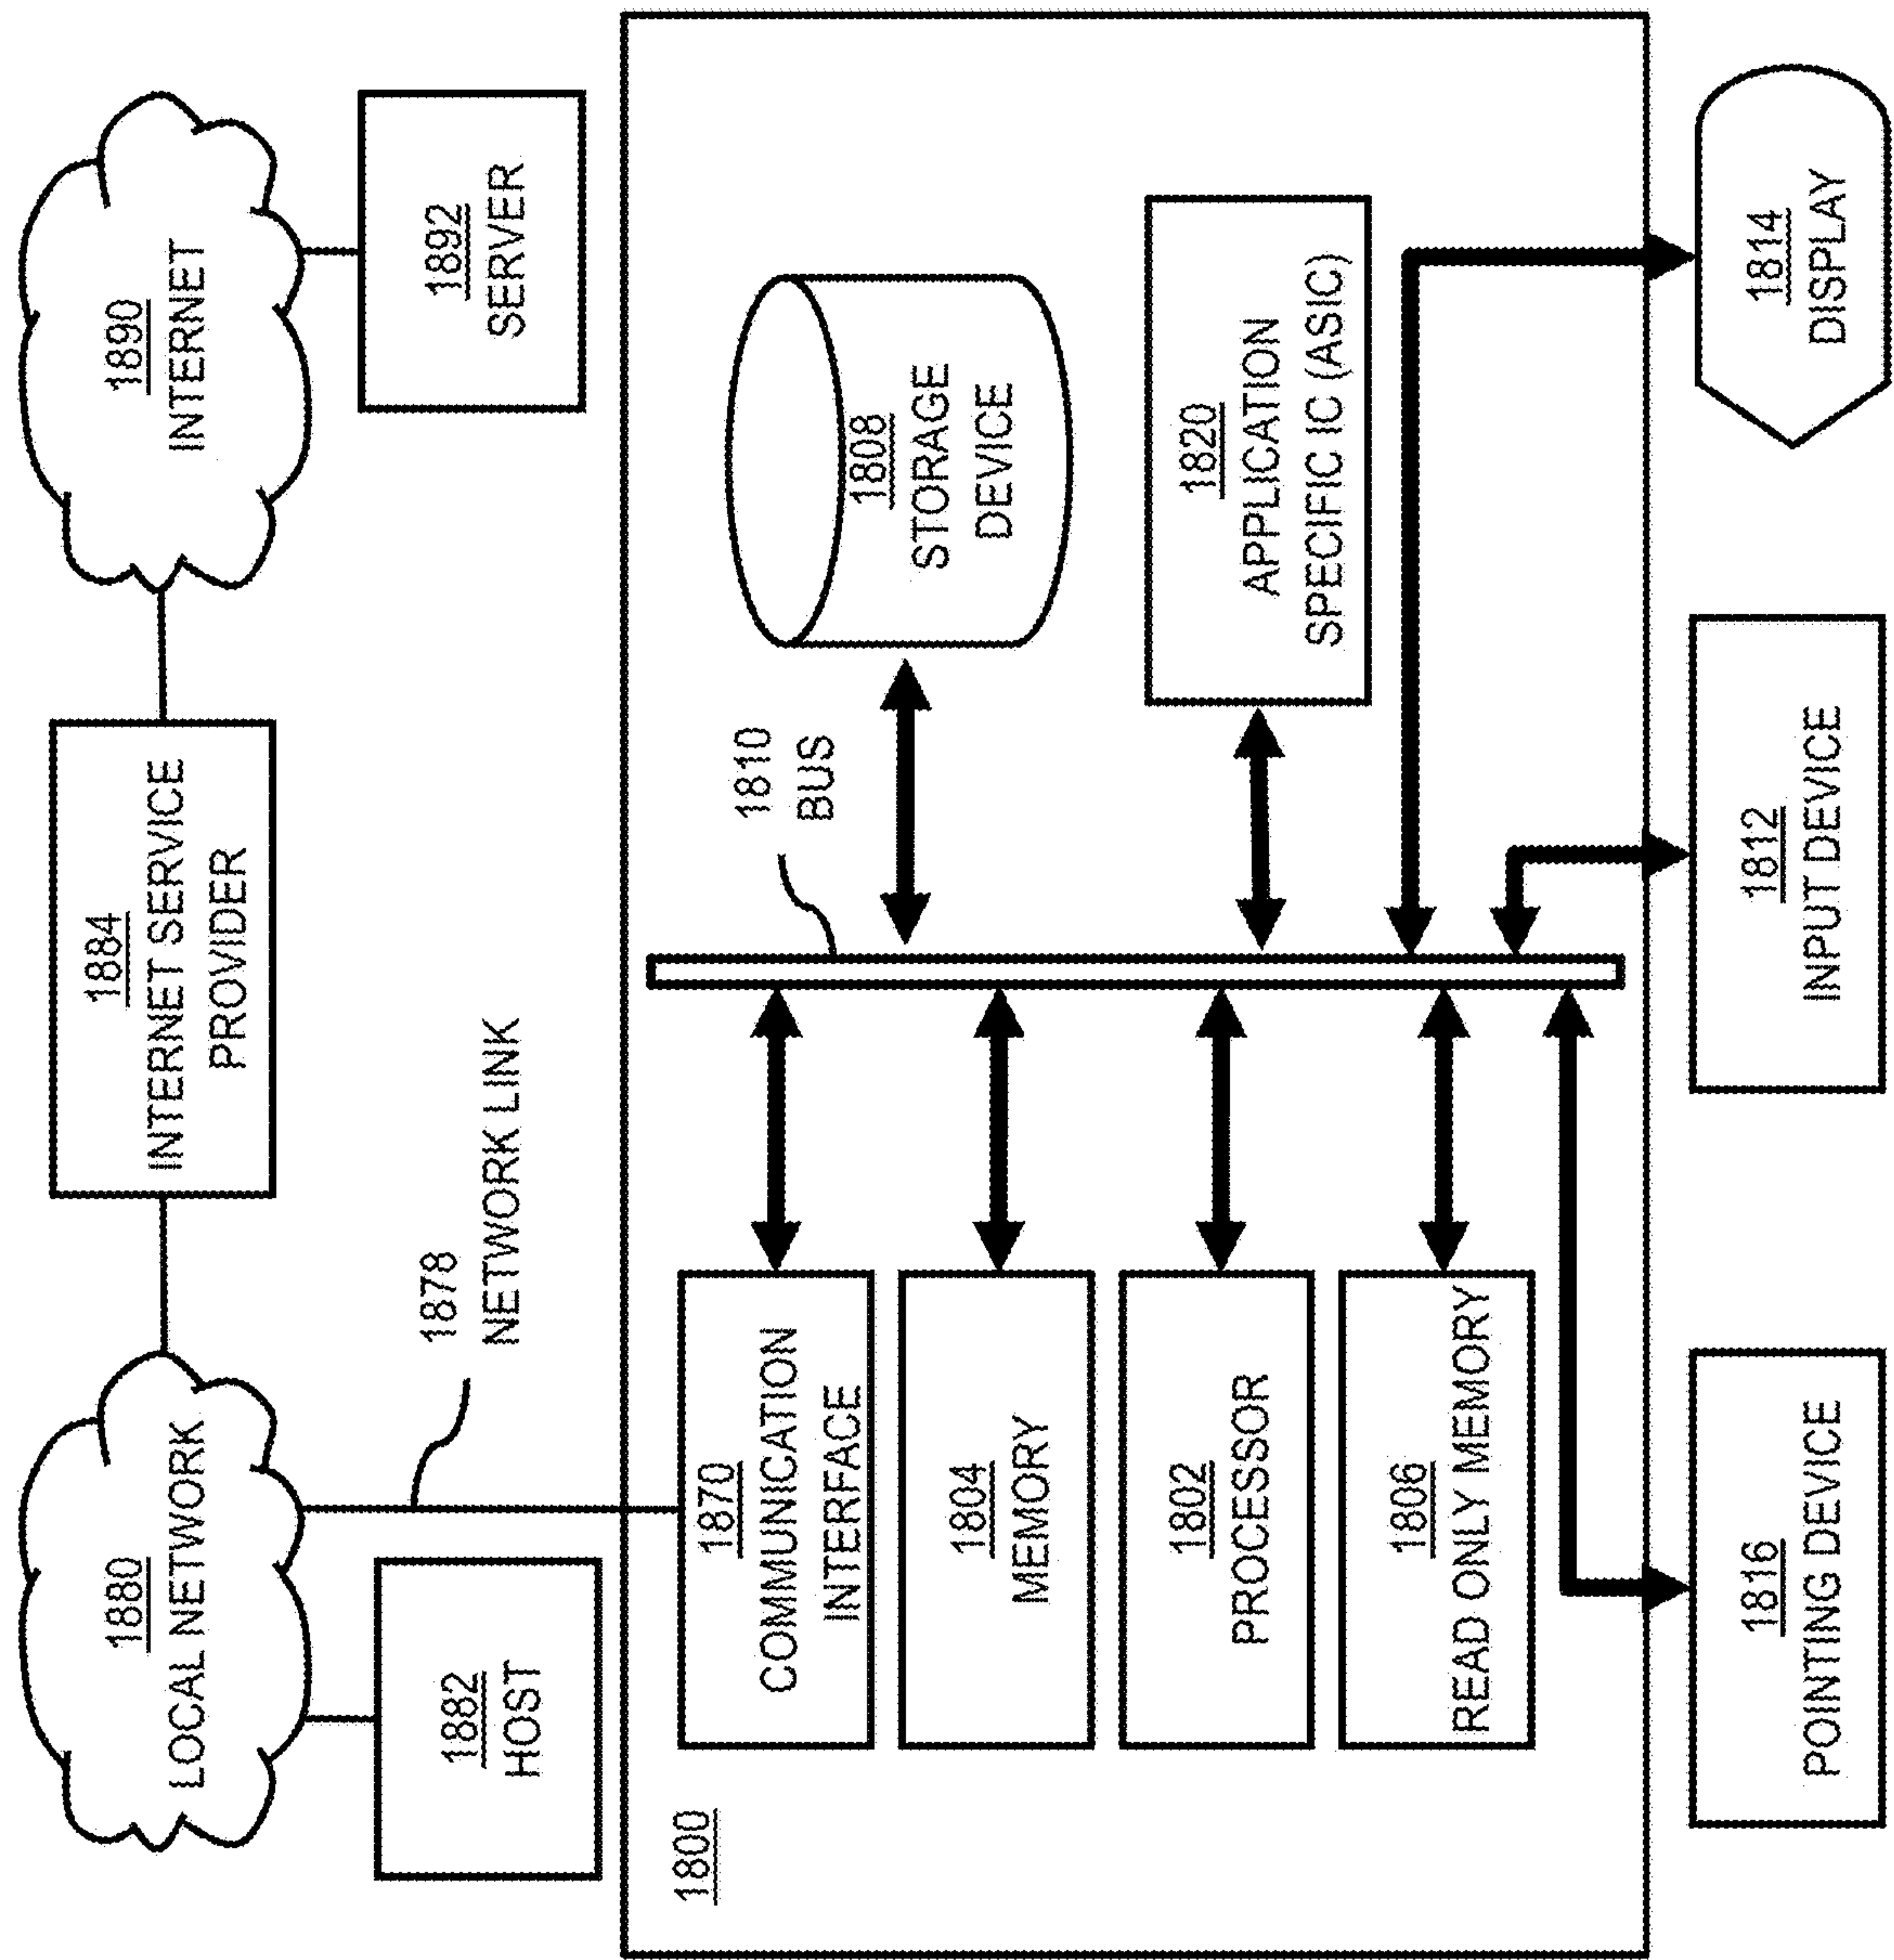 1880
LOCAL NETWORK
1884
INTERNET SERVICE
PROVIDER
1890
INTERNET
1882
HOST
1878
NETWORK LINK
1892
SERVER
1800
1870
COMMUNICATION
INTERFACE
1810
BUS
1808
STORAGE
DEVICE
1804
MEMORY
1802
PROCESSOR
1820
APPLICATION
SPECIFIC IC (ASIC)
1806
READ ONLY MEMORY
1816
POINTING DEVICE
1812
INPUT DEVICE
1814
DISPLAY